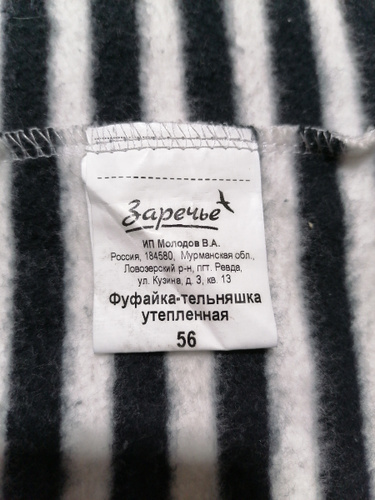 Заречье
ИП Молодов В.А.
Россия, 184580, Мурманская обл.,
Ловозерский р-н, пгт. Ревда,
ул. Кузина, д. 3, кв. 13
Фуфайка-тельняшка
утепленная
56